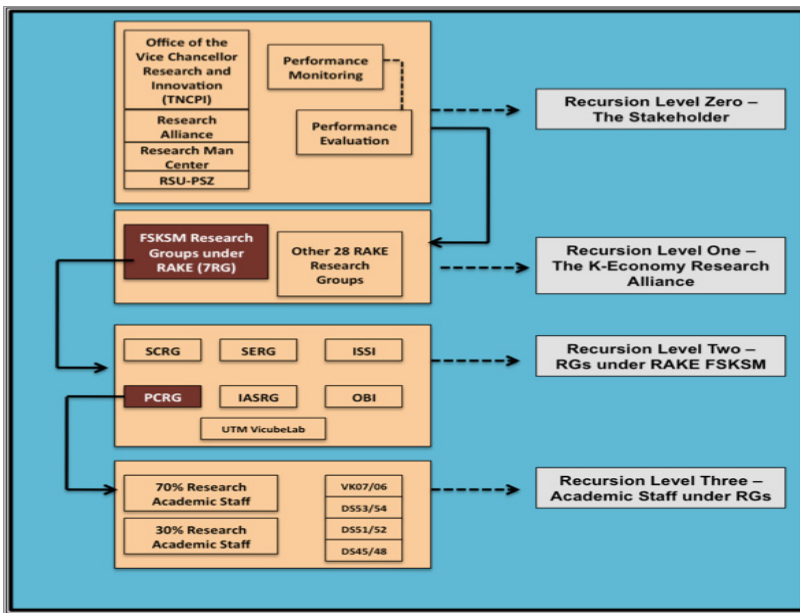 Office of the
Vice Chancellor
Research and
Innovation
(TNCPI)
Research
Alliance
Research Man
Center
RSU-PSZ
Performance
Monitoring
Performance
Evaluation
Recursion Level Zero –
The Stakeholder
FSKSM Research
Groups under
RAKE (7RG)
Other 28 RAKE
Research
Groups
Recursion Level One –
The K-Economy Research
Alliance
SCRG
SERG
ISSI
PCRG
IASRG
OBI
UTM VicubeLab
Recursion Level Two –
RGs under RAKE FSKSM
70% Research
Academic Staff
30% Research
Academic Staff
VK07/06
DS53/54
DS51/52
DS45/48
Recursion Level Three –
Academic Staff under RGs